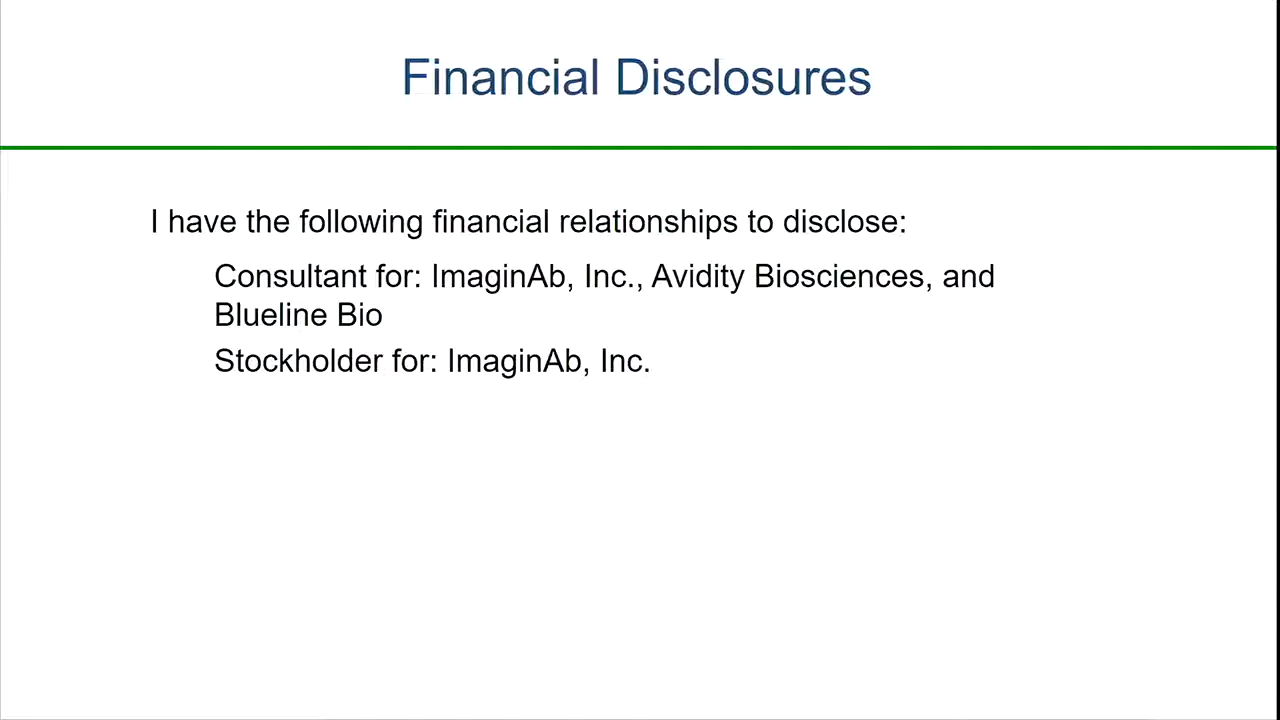 Financial Disclosures
I have the following financial relationships to disclose:
Consultant for: ImaginAb, Inc., Avidity Biosciences, and
Blueline Bio
Stockholder for: ImaginAb, Inc.